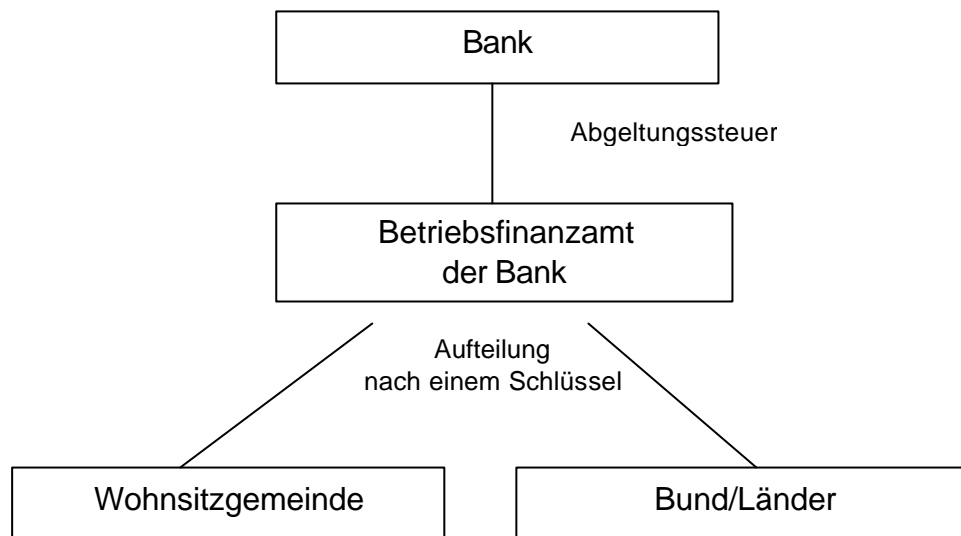 Bank
Abgeltungssteuer
Betriebsfinanzamt
der Bank
Aufteilung
nach einem Schlüssel
Wohnsitzgemeinde
Bund/Länder